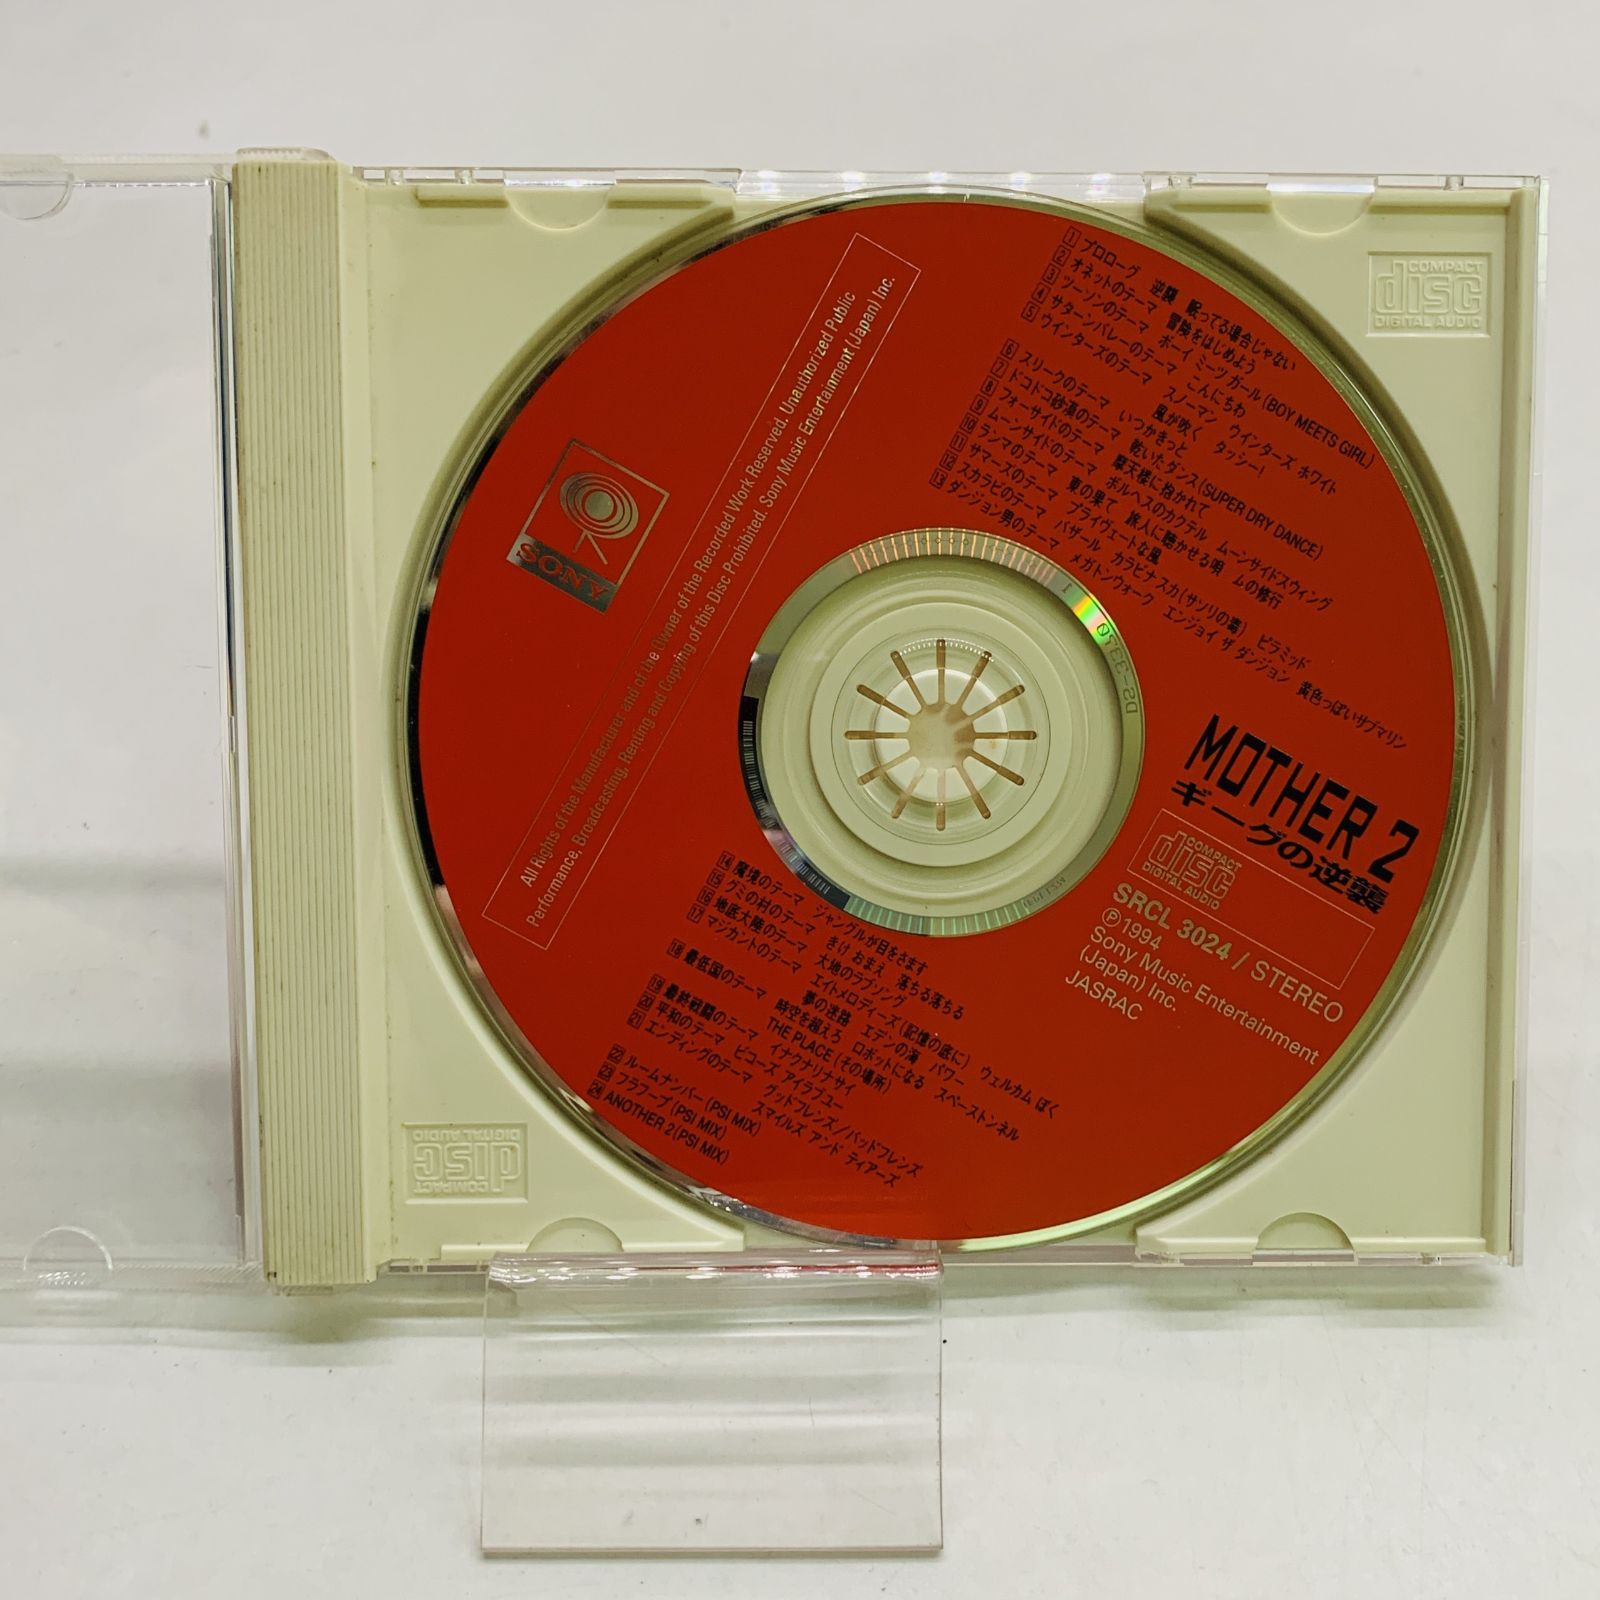 COMPACT
disc
DIGITAL AUDIO
1 プロローグ 逆襲 眠ってる場合じゃない
2 オネットのテーマ 冒険をはじめよう
3 ツーソンのテーマ ボーイ ミーツガール(BOY MEETS GIRL)
4 サターンバレーのテーマ こんにちわ
5 ウインターズのテーマ スノーマン ウインターズ ホワイト
風が吹く タッシー!
6 スリークのテーマ いつかきっと
7 ドコドコ砂漠のテーマ 乾いたダンス(SUPER DRY DANCE)
8 フォーサイドのテーマ 摩天楼に抱かれて
9 ムーンサイドのテーマ ボルヘスのカクテル ムーンサイドスウィング
10 ランマのテーマ 東の果て 旅人に聴かせる唄 ムの修行
11 サマーズのテーマ プライヴェートな風
12 スカラビのテーマ バザール カラビナスカ(サソリの毒) ピラミッド
13 ダンジョン男のテーマ メガトンウォーク エンジョイ ザ ダンジョン 黄色っぽいサブマリン
MOTHER 2
ギーグの逆襲
COMPACT
disc
DIGITAL AUDIO
SRCL 3024 / STEREO
℗1994
Sony Music Entertainment
(Japan) Inc.
JASRAC
14 魔境のテーマ ジャングルが目をさます
15 グミの村のテーマ きけ おまえ 落ちる落ちる
16 地底大陸のテーマ 大地のラブソング
17 マジカントのテーマ エイトメロディーズ(記憶の底に) ウェルカム ぼく
夢の迷路 エデンの海 パワー
18 最低国のテーマ 時空を超えろ ロボットになる スペーストンネル
THE PLACE(その場所)
19 最終戦闘のテーマ イナクナリナサイ
20 平和のテーマ ビコーズ アイラブユー
21 エンディングのテーマ グッドフレンズ/バッドフレンズ
スマイルズ アンド ティアーズ
22 ルームナンバー(PSI MIX)
23 フラフープ(PSI MIX)
24 ANOTHER 2(PSI MIX)
SONY
All Rights of the Manufacturer and of the Owner of the Recorded Work Reserved. Unauthorized Public
Performance, Broadcasting, Renting and Copying of this Disc Prohibited. Sony Music Entertainment (Japan) Inc.
COMPACT
disc
DIGITAL AUDIO